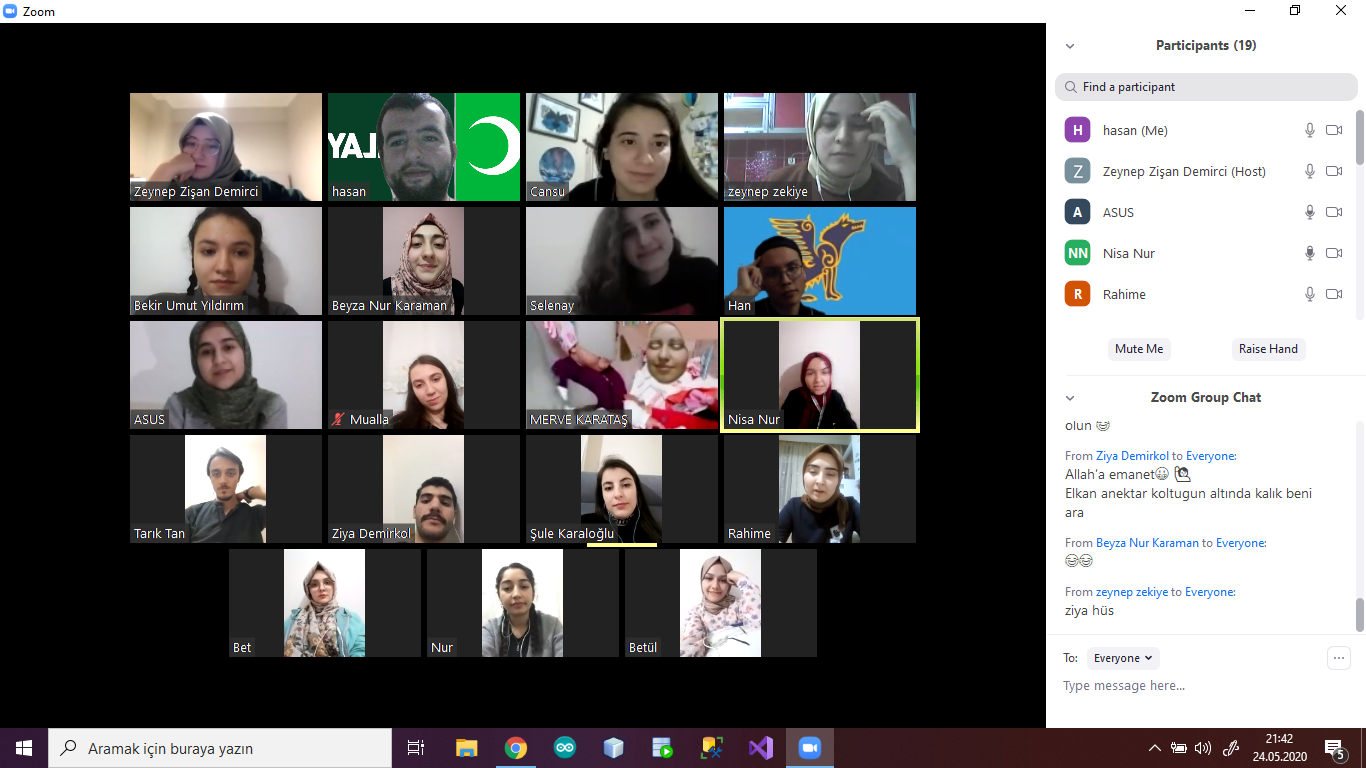 Zoom
Zeynep Zişan Demirci
YALAY
hasan
Cansu
zeynep zekiye
Bekir Umut Yıldırım
Beyza Nur Karaman
Selenay
Han
ASUS
Mualla
MERVE KARATAŞ
Nisa Nur
Tarık Tan
Ziya Demirkol
Şule Karaloğlu
Rahime
Bet
Nur
Betül
Participants (19)
Find a participant
H hasan (Me)
Z Zeynep Zişan Demirci (Host)
A ASUS
NN Nisa Nur
R Rahime
Mute Me Raise Hand
Zoom Group Chat
olun 😂
From Ziya Demirkol to Everyone:
Allah'a emanet😀 🙋
Elkan anektar koltugun altında kalık beni
ara
From Beyza Nur Karaman to Everyone:
😂😂
From zeynep zekiye to Everyone:
ziya hüs
To: Everyone
Type message here...
Aramak için buraya yazın
21:42
24.05.2020
5